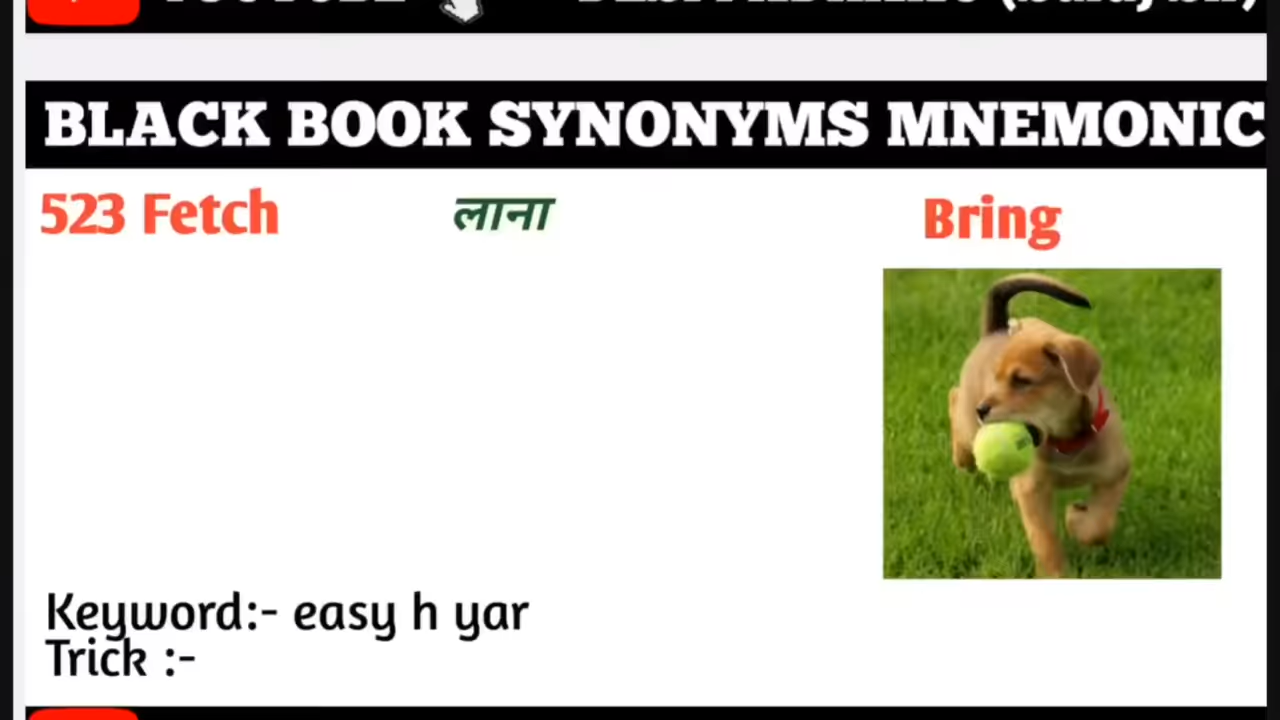 BLACK BOOK SYNONYMS MNEMONIC
523 Fetch लाना Bring
Keyword:- easy h yar
Trick :-